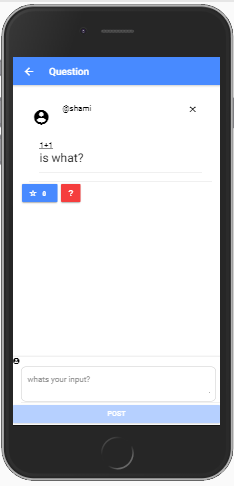 Question
@shami
1+1
is what?
8
?
whats your input?
POST